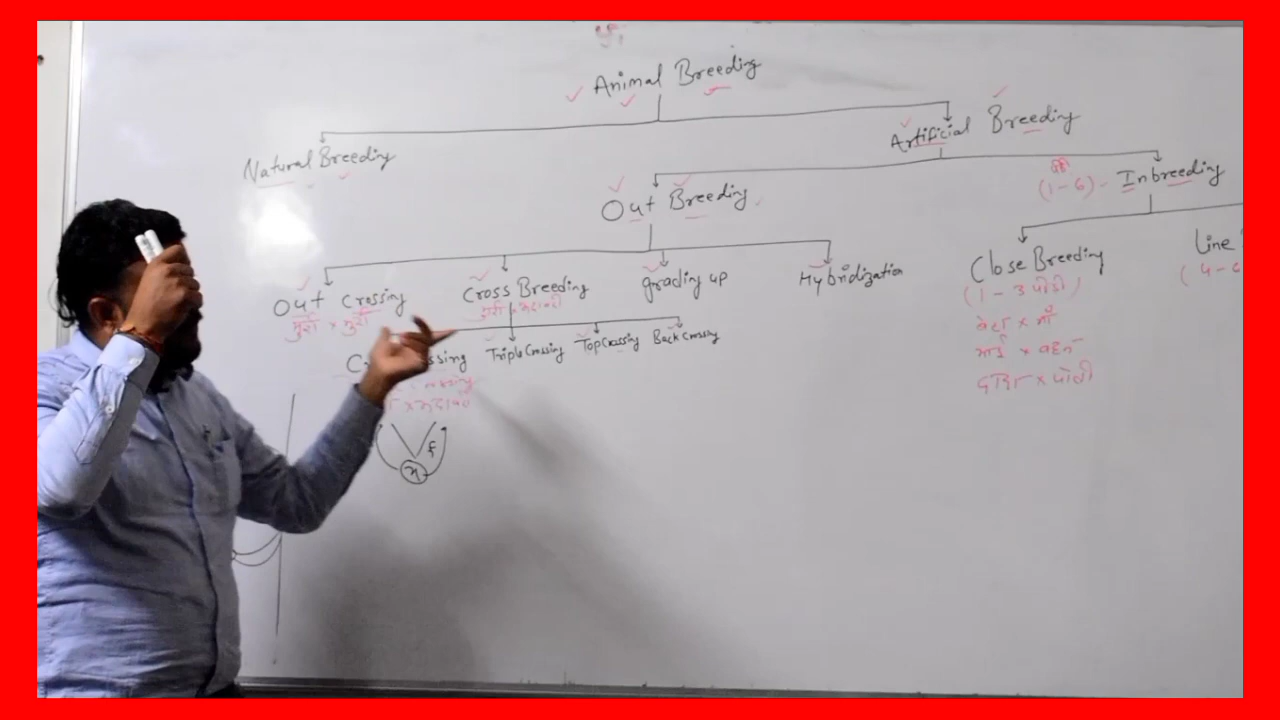 Animal Breeding
Artificial Breeding
Natural Breeding
(1-6) - Inbreeding
Out Breeding
Line
Close Breeding
(1 - 3 पीढी)
(4-6
Out Crossing
Cross Breeding
grading up
Hybridization
मुर्रा × मुर्रा
Triple Crossing
Top Crossing
Back Crossing
बेटा × माँ
भाई × बहन
दादा × पोती
f